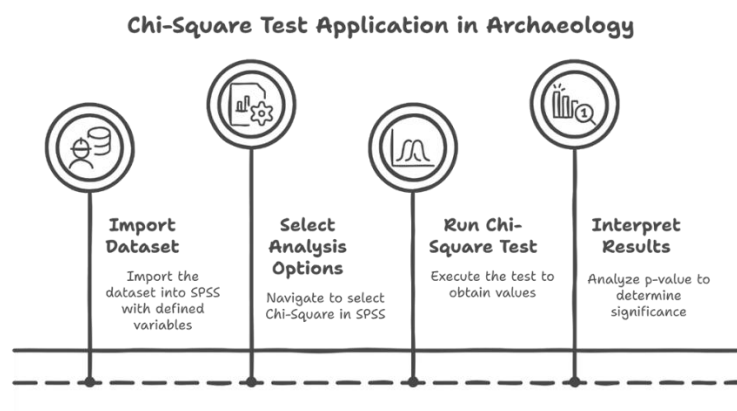 Chi-Square Test Application in Archaeology
1
Import
Dataset
Import the
dataset into SPSS
with defined
variables
Select
Analysis
Options
Navigate to select
Chi-Square in SPSS
Run Chi-
Square Test
Execute the test to
obtain values
Interpret
Results
Analyze p-value to
determine
significance